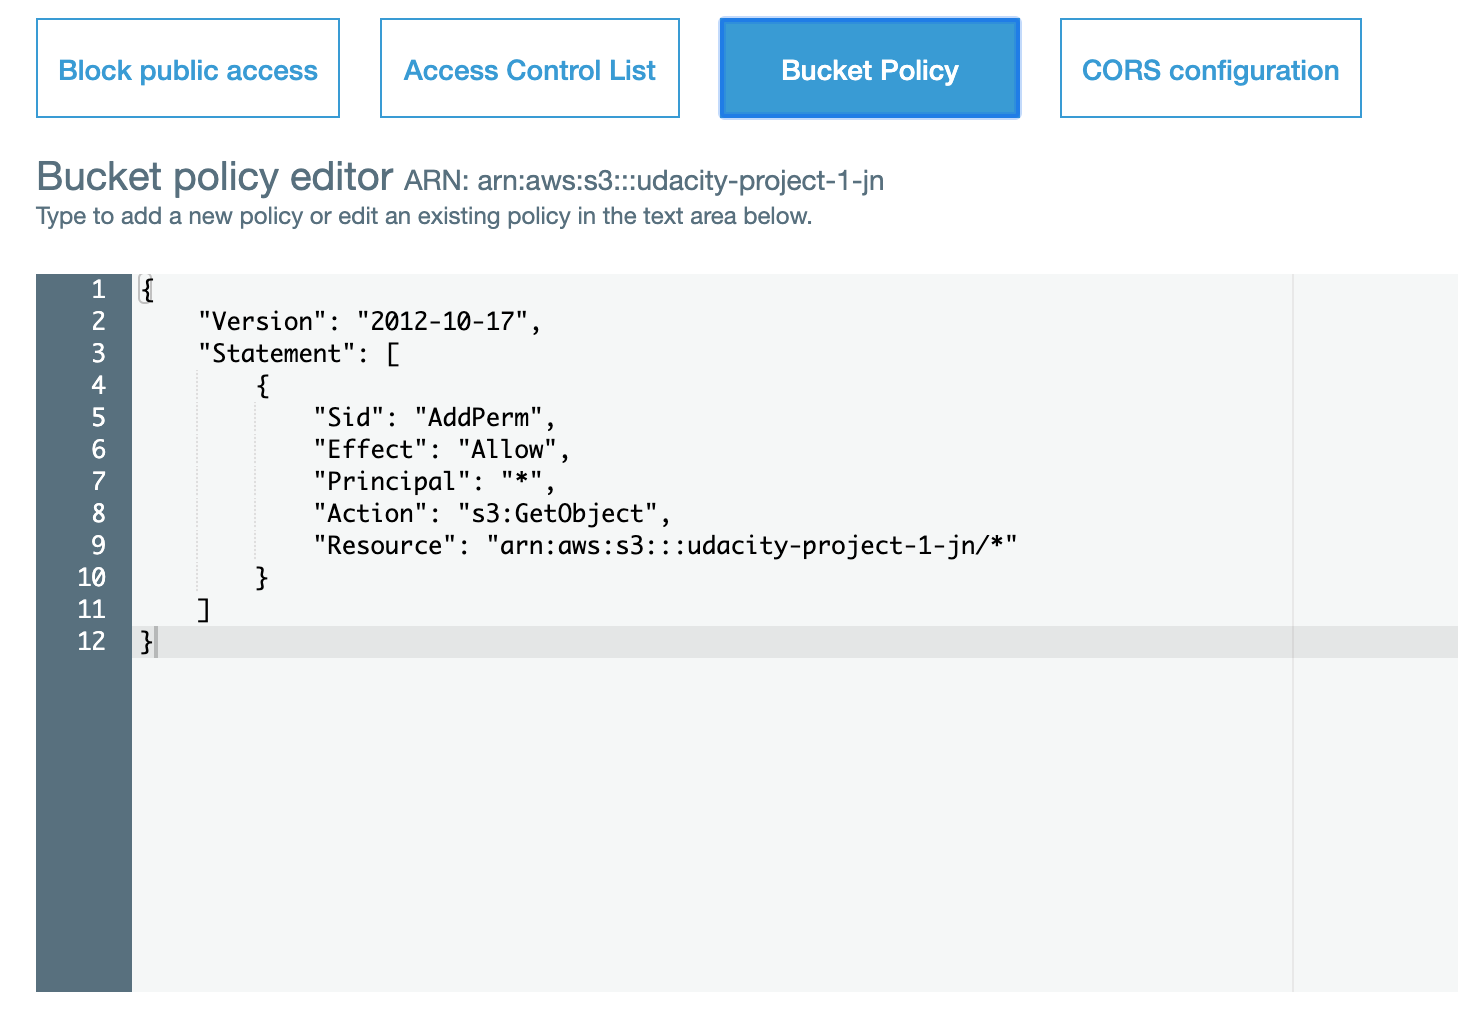 Block public access
Access Control List
Bucket Policy
CORS configuration
Bucket policy editor ARN: arn:aws:s3:::udacity-project-1-jn
Type to add a new policy or edit an existing policy in the text area below.
1 {
2     "Version": "2012-10-17",
3     "Statement": [
4         {
5             "Sid": "AddPerm",
6             "Effect": "Allow",
7             "Principal": "*",
8             "Action": "s3:GetObject",
9             "Resource": "arn:aws:s3:::udacity-project-1-jn/*"
10         }
11     ]
12 }